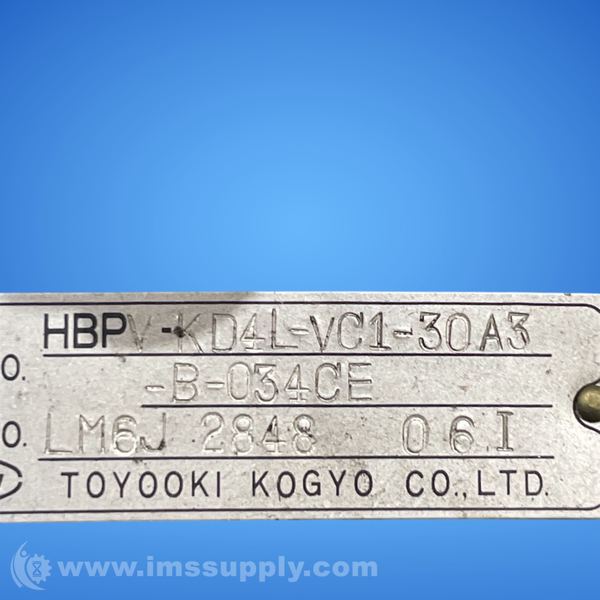 HBPV-KD4L-VC1-30A3
O. -B-034CE
O. LM6J 2848 06I
TOYOOKI KOGYO CO.,LTD.
www.imssupply.com